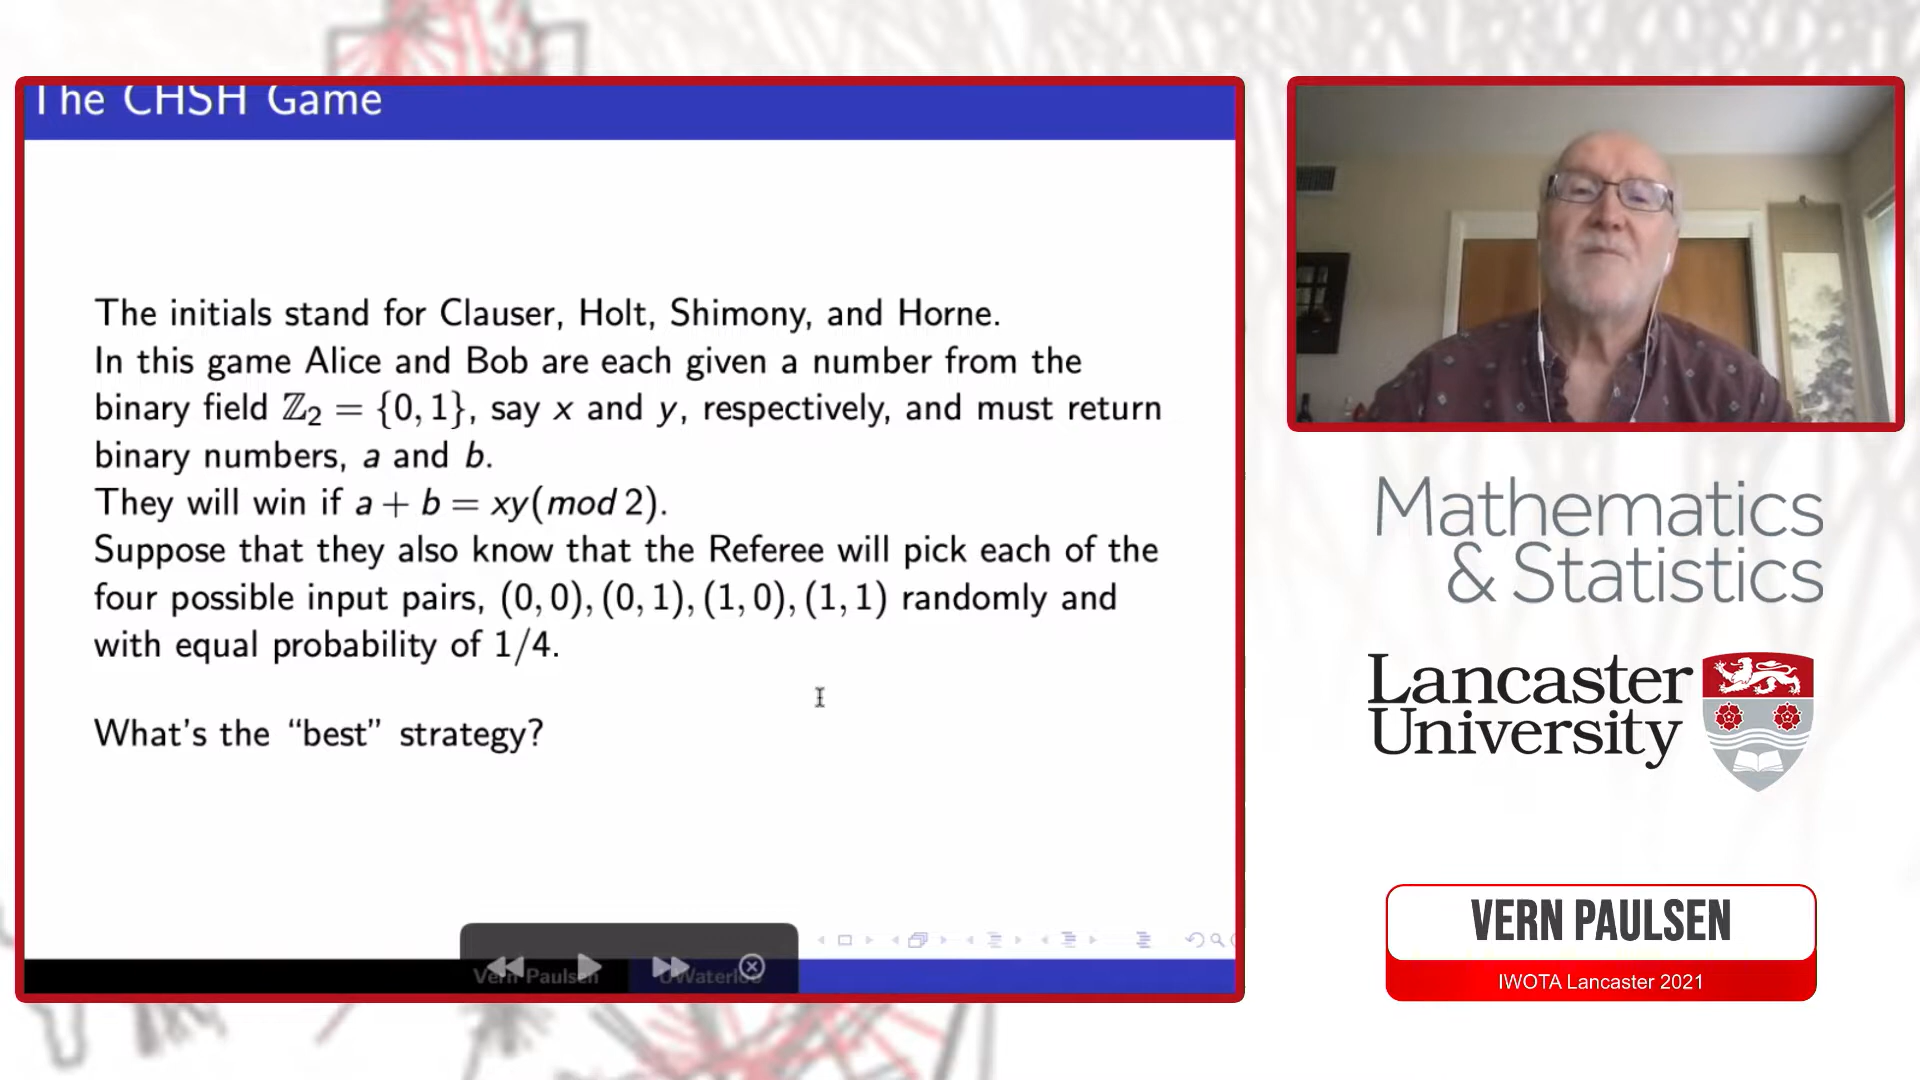 The CHSH Game
The initials stand for Clauser, Holt, Shimony, and Horne.
In this game Alice and Bob are each given a number from the
binary field ℤ₂ = {0, 1}, say x and y, respectively, and must return
binary numbers, a and b.
They will win if a + b = xy(mod 2).
Suppose that they also know that the Referee will pick each of the
four possible input pairs, (0, 0), (0, 1), (1, 0), (1, 1) randomly and
with equal probability of 1/4.
What's the “best” strategy?
Vern Paulsen UWaterloo
Mathematics
& Statistics
Lancaster
University
VERN PAULSEN
IWOTA Lancaster 2021